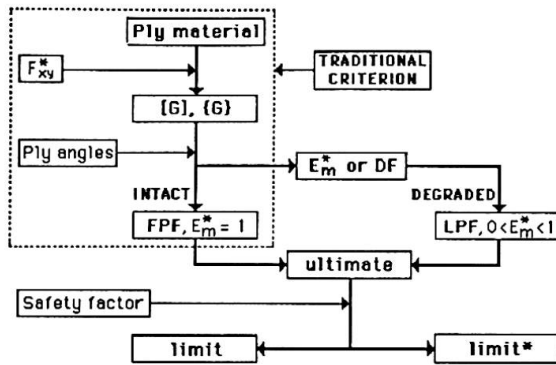 Ply material
F*xy
TRADITIONAL
CRITERION
[G], {G}
Ply angles
E*m or DF
INTACT
DEGRADED
FPF, E*m = 1
LPF, 0<E*m<1
ultimate
Safety factor
limit
limit*